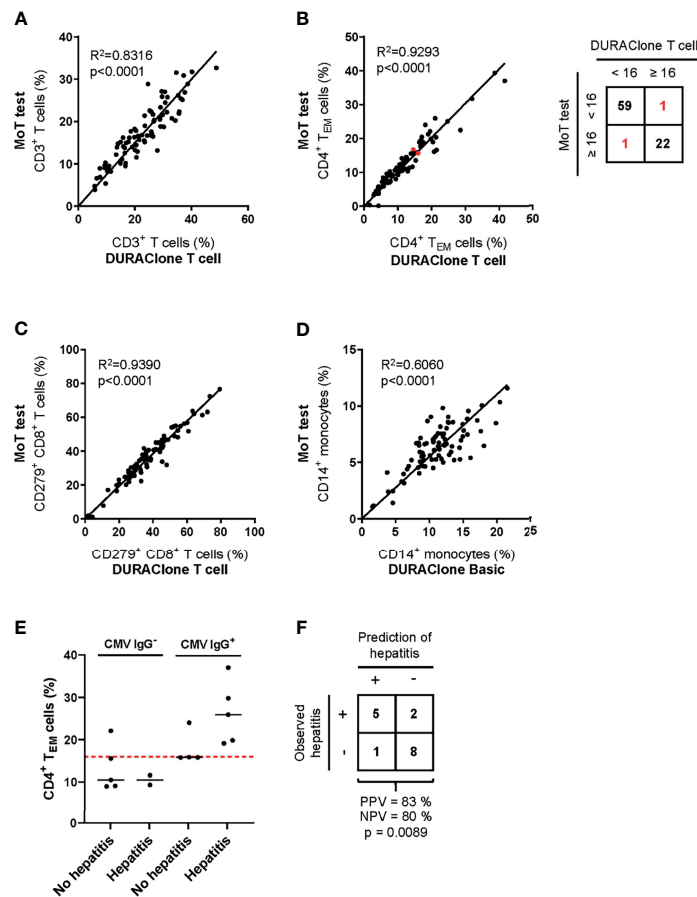 A
R²=0.8316
p<0.0001
MoT test
CD3⁺ T cells (%)
40
30
20
10
0
0 20 40 60
CD3⁺ T cells (%)
DURAClone T cell
B
R²=0.9293
p<0.0001
MoT test
CD4⁺ T_EM cells (%)
50
40
30
20
10
0
0 10 20 30 40 50
CD4⁺ T_EM cells (%)
DURAClone T cell
DURAClone T cell
< 16 ≥ 16
MoT test
< 16
≥ 16
59 1
1 22
C
R²=0.9390
p<0.0001
MoT test
CD279⁺ CD8⁺ T cells (%)
100
80
60
40
20
0
0 20 40 60 80 100
CD279⁺ CD8⁺ T cells (%)
DURAClone T cell
D
R²=0.6060
p<0.0001
MoT test
CD14⁺ monocytes (%)
15
10
5
0
0 5 10 15 20 25
CD14⁺ monocytes (%)
DURAClone Basic
E
CMV IgG⁻ CMV IgG⁺
CD4⁺ T_EM cells (%)
40
30
20
10
0
No hepatitis
Hepatitis
No hepatitis
Hepatitis
F
Prediction of
hepatitis
+ -
Observed
hepatitis
+ 5 2
- 1 8
PPV = 83 %
NPV = 80 %
p = 0.0089